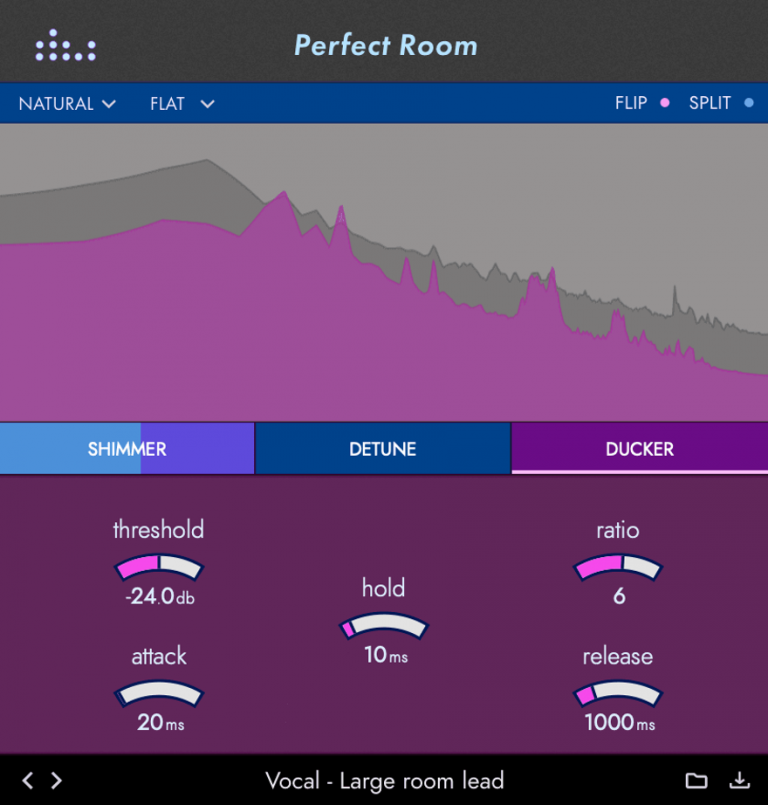 Perfect Room
NATURAL FLAT FLIP SPLIT
SHIMMER DETUNE DUCKER
threshold ratio
-24.0db 6
hold
10ms
attack release
20ms 1000ms
Vocal - Large room lead